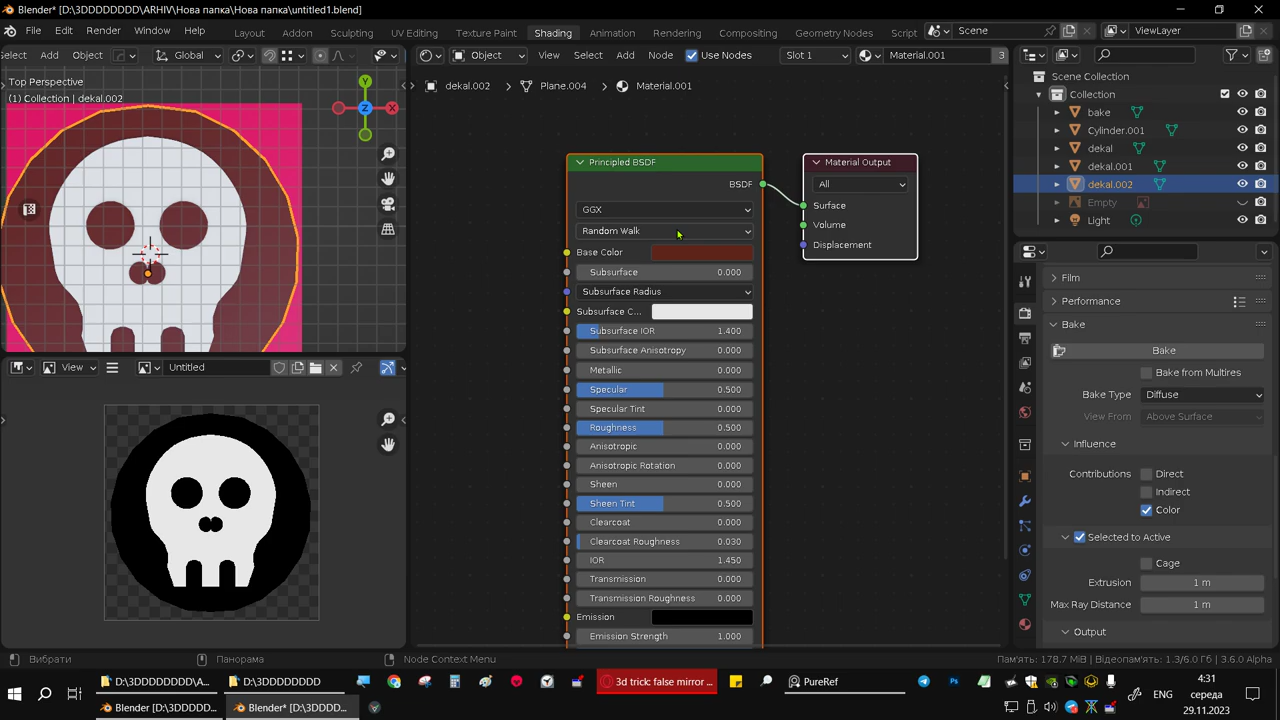 Blender* [D:\3DDDDDDDD\ARHIV\Нова папка\Нова папка\untitled1.blend]
File Edit Render Window Help Layout Anodin Sculpting UV Editing Texture Paint Shading Animation Rendering Compositing Geometry Nodes Script Scene ViewLayer
elect Add Object Global
Object View Select Add Node Use Nodes Slot 1 Material.001 3
Top Perspective
(1) Collection | dekal.002
Y
Z
X
dekal.002 > Plane.004 > Material.001
Principled BSDF
BSDF
GGX
Random Walk
Base Color
Subsurface 0.000
Subsurface Radius
Subsurface C...
Subsurface IOR 1.400
Subsurface Anisotropy 0.000
Metallic 0.000
Specular 0.500
Specular Tint 0.000
Roughness 0.500
Anisotropic 0.000
Anisotropic Rotation 0.000
Sheen 0.000
Sheen Tint 0.500
Clearcoat 0.000
Clearcoat Roughness 0.030
IOR 1.450
Transmission 0.000
Transmission Roughness 0.000
Emission
Emission Strength 1.000
Material Output
All
Surface
Volume
Displacement
View Untitled
Scene Collection
Collection
bake
Cylinder.001
dekal
dekal.001
dekal.002
Empty
Light
Film
Performance
Bake
Bake
Bake from Multires
Bake Type Diffuse
View From Above Surface
Influence
Contributions Direct
Indirect
Color
Selected to Active
Cage
Extrusion 1 m
Max Ray Distance 1 m
Output
Вибрати Панорама Node Context Menu Пам'ять: 178.7 MiB | Відеопам'ять: 1.3/6.0 Гб | 3.6.0 Alpha
D:\3DDDDDDDD\A... D:\3DDDDDDDD 3d trick: false mirror ... PureRef
Blender [D:\3DDDD... Blender* [D:\3DDDD...
ENG
4:31
середа
29.11.2023